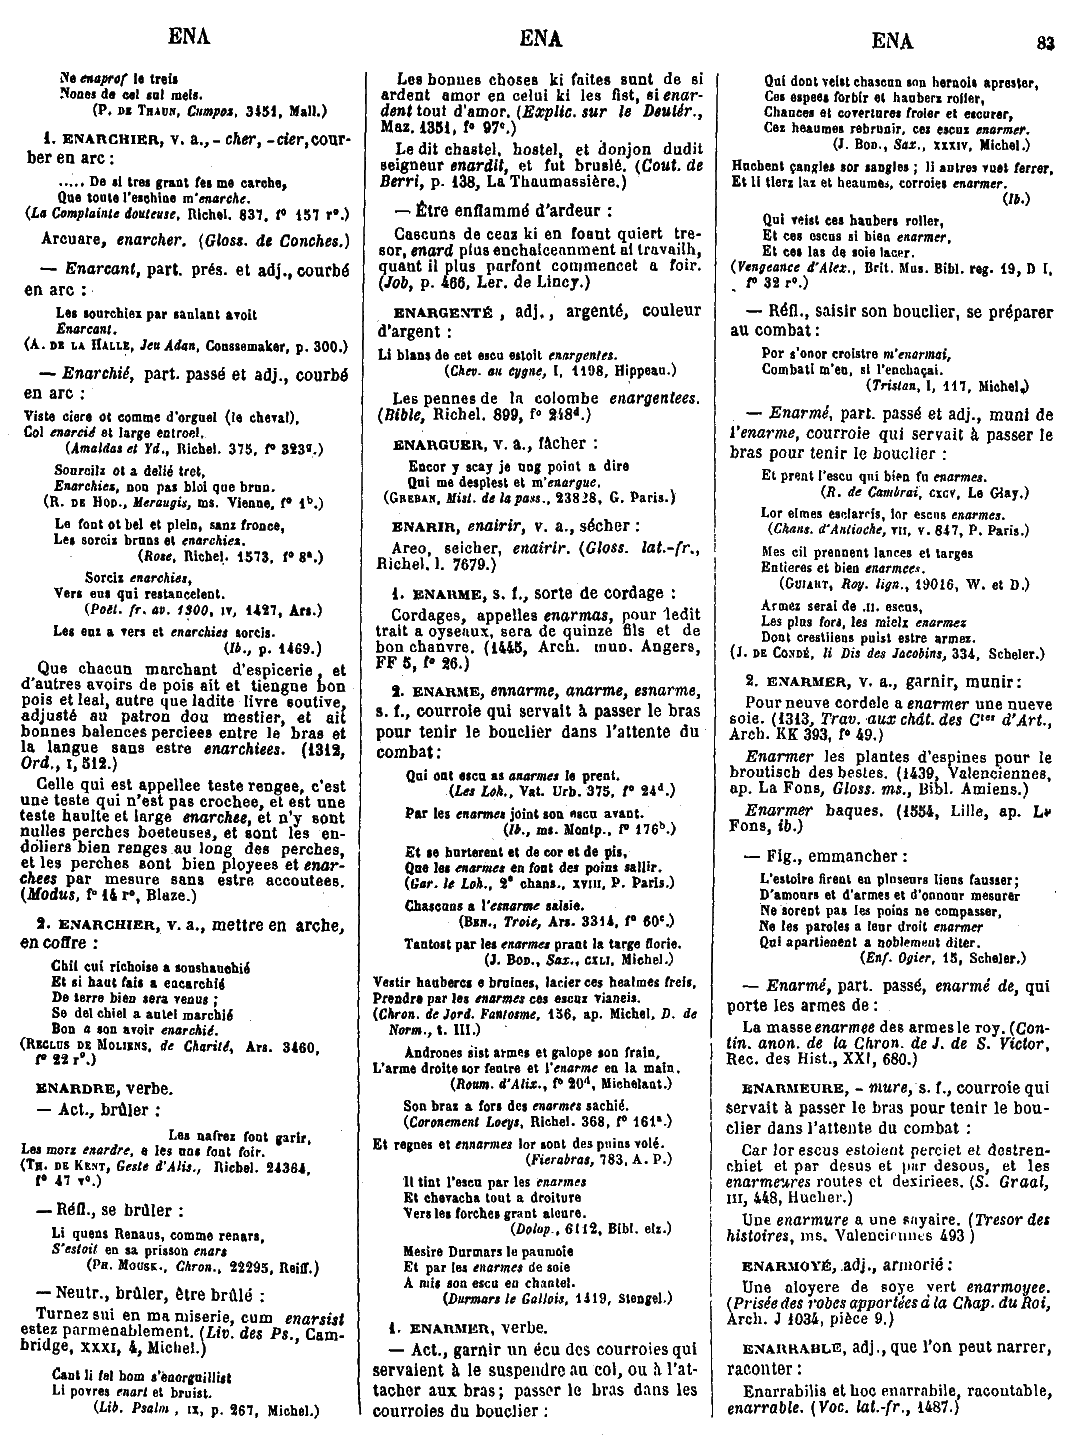 ENA
ENA
ENA
83
Ne enaprof le treis
Nones de cel sul meis.
(P. DE THAUN, Cumpos, 3451, Mall.)
1. ENARCHIER, v. a., - cher, - cier, cour-
ber en arc :
..... De si tres grant fes me carche,
Que toute l'eschine m'enarche.
(La Complainte douteuse, Richel. 837, f° 157 r°.)
Arcuare, enarcher. (Gloss. de Conches.)
— Enarcant, part. prés. et adj., courbé
en arc :
Les sourchiex par sanlant avoit
Enarcant.
(A. DE LA HALLE, Jeu Adan, Coussemaker, p. 300.)
— Enarchié, part. passé et adj., courbé
en arc :
Viste ciere ot comme d'orguel (le cheval),
Col enarcié et large entroel.
(Amaldas et Yd., Richel. 375, f° 323ª.)
Sourcilz ot a delié tret,
Enarchies, non pas bloi que brun.
(R. DE HOD., Meraugis, ms. Vienne, f° 1ᵇ.)
Le font ot bel et plein, sanz fronce,
Les sorciz bruns et enarchiez.
(Rose, Richel. 1573, f° 8ª.)
Sorciz enarchies,
Vers eus qui restancelent.
(Poët. fr. av. 1300, IV, 1427, Ars.)
Les euz a vers et enarchies sorcis.
(Ib., p. 1469.)
Que chacun marchant d'espicerie, et
d'autres avoirs de pois ait et tiengne bon
pois et leal, autre que ladite livre soutive,
adjusté au patron dou mestier, et ait
bonnes balences perciees entre le bras et
la langue sans estre enarchiees. (1312,
Ord., I, 512.)
Celle qui est appellee teste rengee, c'est
une teste qui n'est pas crochee, et est une
teste haulte et large enarchee, et n'y sont
nulles perches boeteuses, et sont les en-
doliers bien renges au long des perches,
et les perches sont bien ployees et enar-
chees par mesure sans estre accoutees.
(Modus, f° 14 r°, Blaze.)
2. ENARCHIER, v. a., mettre en arche,
en coffre :
Chil cui richoise a soushauchié
Et si haut fais a encarchié
De terre bien sera venus ;
Se del chiel a autel marchié
Bon a son avoir enarchié.
(RECLUS DE MOLIENS, de Charité, Ars. 3460,
f° 22 r°.)
ENARDRE, verbe.
— Act., brûler :
Les nafrez font garir,
Les morz enardre, e les uns font foir.
(TH. DE KENT, Geste d'Alis., Richel. 24364,
f° 47 v°.)
— Réfl., se brûler :
Li quens Renaus, comme renars,
S'estoit en sa prisson enars
(PH. MOUSK., Chron., 22295, Reiff.)
— Neutr., brûler, être brûlé :
Turnez sui en ma miserie, cum enarsist
estez parmenablement. (Liv. des Ps., Cam-
bridge, XXXI, 4, Michel.)
Cant li fel hom s'enorguillist
Li povres enart et bruist.
(Lib. Psalm , IX, p. 267, Michel.)
Les bonnes choses ki faites sunt de si
ardent amor en celui ki les fist, si enar-
dent tout d'amor. (Explic. sur le Deutér.,
Maz. 1351, f° 97ᶜ.)
Le dit chastel, hostel, et donjon dudit
seigneur enardit, et fut bruslé. (Cout. de
Berri, p. 138, La Thaumassière.)
— Être enflammé d'ardeur :
Cascuns de ceaz ki en foant quiert tre-
sor, enard plus enchalceanment al travailh,
quant il plus parfont commencet a foir.
(Job, p. 466, Ler. de Lincy.)
ENARGENTÉ , adj., argenté, couleur
d'argent :
Li blans de cet escu estoit enargentes.
(Chev. au cygne, I, 1198, Hippeau.)
Les pennes de la colombe enargentees.
(Bible, Richel. 899, f° 248ᵈ.)
ENARGUER, v. a., fâcher :
Encor y scay je ung point a dire
Qui me desplest et m'enargue.
(GREBAN, Mist. de la pass., 23828, G. Paris.)
ENARIR, enairir, v. a., sécher :
Areo, seicher, enairir. (Gloss. lat.-fr.,
Richel. l. 7679.)
1. ENARME, s. f., sorte de cordage :
Cordages, appelles enarmas, pour ledit
trait a oyseaux, sera de quinze fils et de
bon chanvre. (1445, Arch. mun. Angers,
FF 5, f° 26.)
2. ENARME, ennarme, anarme, esnarme,
s. f., courroie qui servait à passer le bras
pour tenir le bouclier dans l'attente du
combat :
Qui ont escu as anarmes le prent.
(Les Loh., Vat. Urb. 375, f° 24ᵈ.)
Par les enarmes joint son escu avant.
(Ib., ms. Montp., f° 176ᵇ.)
Et se hurterent et de cor et de pis,
Que les enarmes en font des poins sallir.
(Gar. le Loh., 2ᵉ chans., XVIII, P. Paris.)
Chascuns a l'esnarme saisie.
(BEN., Troie, Ars. 3314, f° 60ᶜ.)
Tantost par les enarmes prant la targe florie.
(J. BOD., Sax., CXLI, Michel.)
Vestir hauberes e bruines, lacier ces healmes freis,
Prendre par les enarmes ces escuz vianeis.
(Chron. de Jord. Fantosme, 156, ap. Michel, D. de
Norm., t. III.)
Andrones sist armes et galope son frain,
L'arme droite sor feutre et l'enarme en la main.
(Roum. d'Alix., f° 20ᵈ, Michelant.)
Son braz a fors des enarmes sachié.
(Coronement Looys, Richel. 368, f° 161ª.)
Et regnes et ennarmes lor sont des puins volé.
(Fierabras, 783, A. P.)
Il tint l'escu par les enarmes
Et chevacha tout a droiture
Vers les forches grant aleure.
(Dolop., 6112, Bibl. elz.)
Mesire Durmars le paumoie
Et par les enarmes de soie
A mis son escu en chantel.
(Durmars le Gallois, 1419, Stengel.)
1. ENARMER, verbe.
— Act., garnir un écu des courroies qui
servaient à le suspendre au col, ou à l'at-
tacher aux bras ; passer le bras dans les
courroies du bouclier :
Qui dont veist chascun son hernois aprester,
Ces espees forbir et hauberz roller,
Chances et covertures froler et escurer,
Cez heaumes rebrunir, ces escuz enarmer.
(J. BOD., Sax., XXXIV, Michel.)
Huchent çangles sor sangles ; li autres vuet ferrer,
Et li tierz laz et heaumes, corroies enarmer.
(Ib.)
Qui veist ces haubers roller,
Et ces escus si bien enarmer,
Et ces las de soie lacer.
(Vengeance d'Alex., Brit. Mus. Bibl. reg. 19, D I,
f° 32 r°.)
— Réfl., saisir son bouclier, se préparer
au combat :
Por s'onor croistre m'enarmai,
Combati m'en, si l'enchaçai.
(Tristan, I, 117, Michel.)
— Enarmé, part. passé et adj., muni de
l'enarme, courroie qui servait à passer le
bras pour tenir le bouclier :
Et prent l'escu qui bien fu enarmes.
(R. de Cambrai, CXCV, Le Glay.)
Lor elmes esclarcis, lor escus enarmes.
(Chans. d'Antioche, VII, v. 847, P. Paris.)
Mes cil prennent lances et targes
Entieres et bien enarmees.
(GUIART, Roy. lign., 19016, W. et D.)
Armez serai de .II. escus,
Les plus fors, les mielz enarmez
Dont crestiiens puist estre armez.
(J. DE CONDÉ, li Dis des Jacobins, 334, Scheler.)
2. ENARMER, v. a., garnir, munir :
Pour neuve cordele a enarmer une nueve
soie. (1313, Trav. aux chât. des Cᵗᵉˢ d'Art.,
Arch. KK 393, f° 49.)
Enarmer les plantes d'espines pour le
broutisch des bestes. (1439, Valenciennes,
ap. La Fons, Gloss. ms., Bibl. Amiens.)
Enarmer baques. (1554, Lille, ap. La
Fons, ib.)
— Fig., emmancher :
L'estoire firent en pluseurs liens fausser ;
D'amours et d'armes et d'onnour mesurer
Ne sorent pas les poins ne compasser,
Ne les paroles a leur droit enarmer
Qui apartienent a noblement diter.
(Enf. Ogier, 15, Scheler.)
— Enarmé, part. passé, enarmé de, qui
porte les armes de :
La masse enarmee des armes le roy. (Con-
tin. anon. de la Chron. de J. de S. Victor,
Rec. des Hist., XXI, 680.)
ENARMEURE, - mure, s. f., courroie qui
servait à passer le bras pour tenir le bou-
clier dans l'attente du combat :
Car lor escus estoient perciet et destren-
chiet et par desus et par desous, et les
enarmeures routes et desiriees. (S. Graal,
III, 448, Hucher.)
Une enarmure a une suyaire. (Tresor des
histoires, ms. Valenciennes 493 )
ENARMOYÉ, adj., armorié :
Une aloyere de soye vert enarmoyee.
(Prisée des robes apportées à la Chap. du Roi,
Arch. J 1034, pièce 9.)
ENARRABLE, adj., que l'on peut narrer,
raconter :
Enarrabilis et hoc enarrabile, racoutable,
enarrable. (Voc. lat.-fr., 1487.)